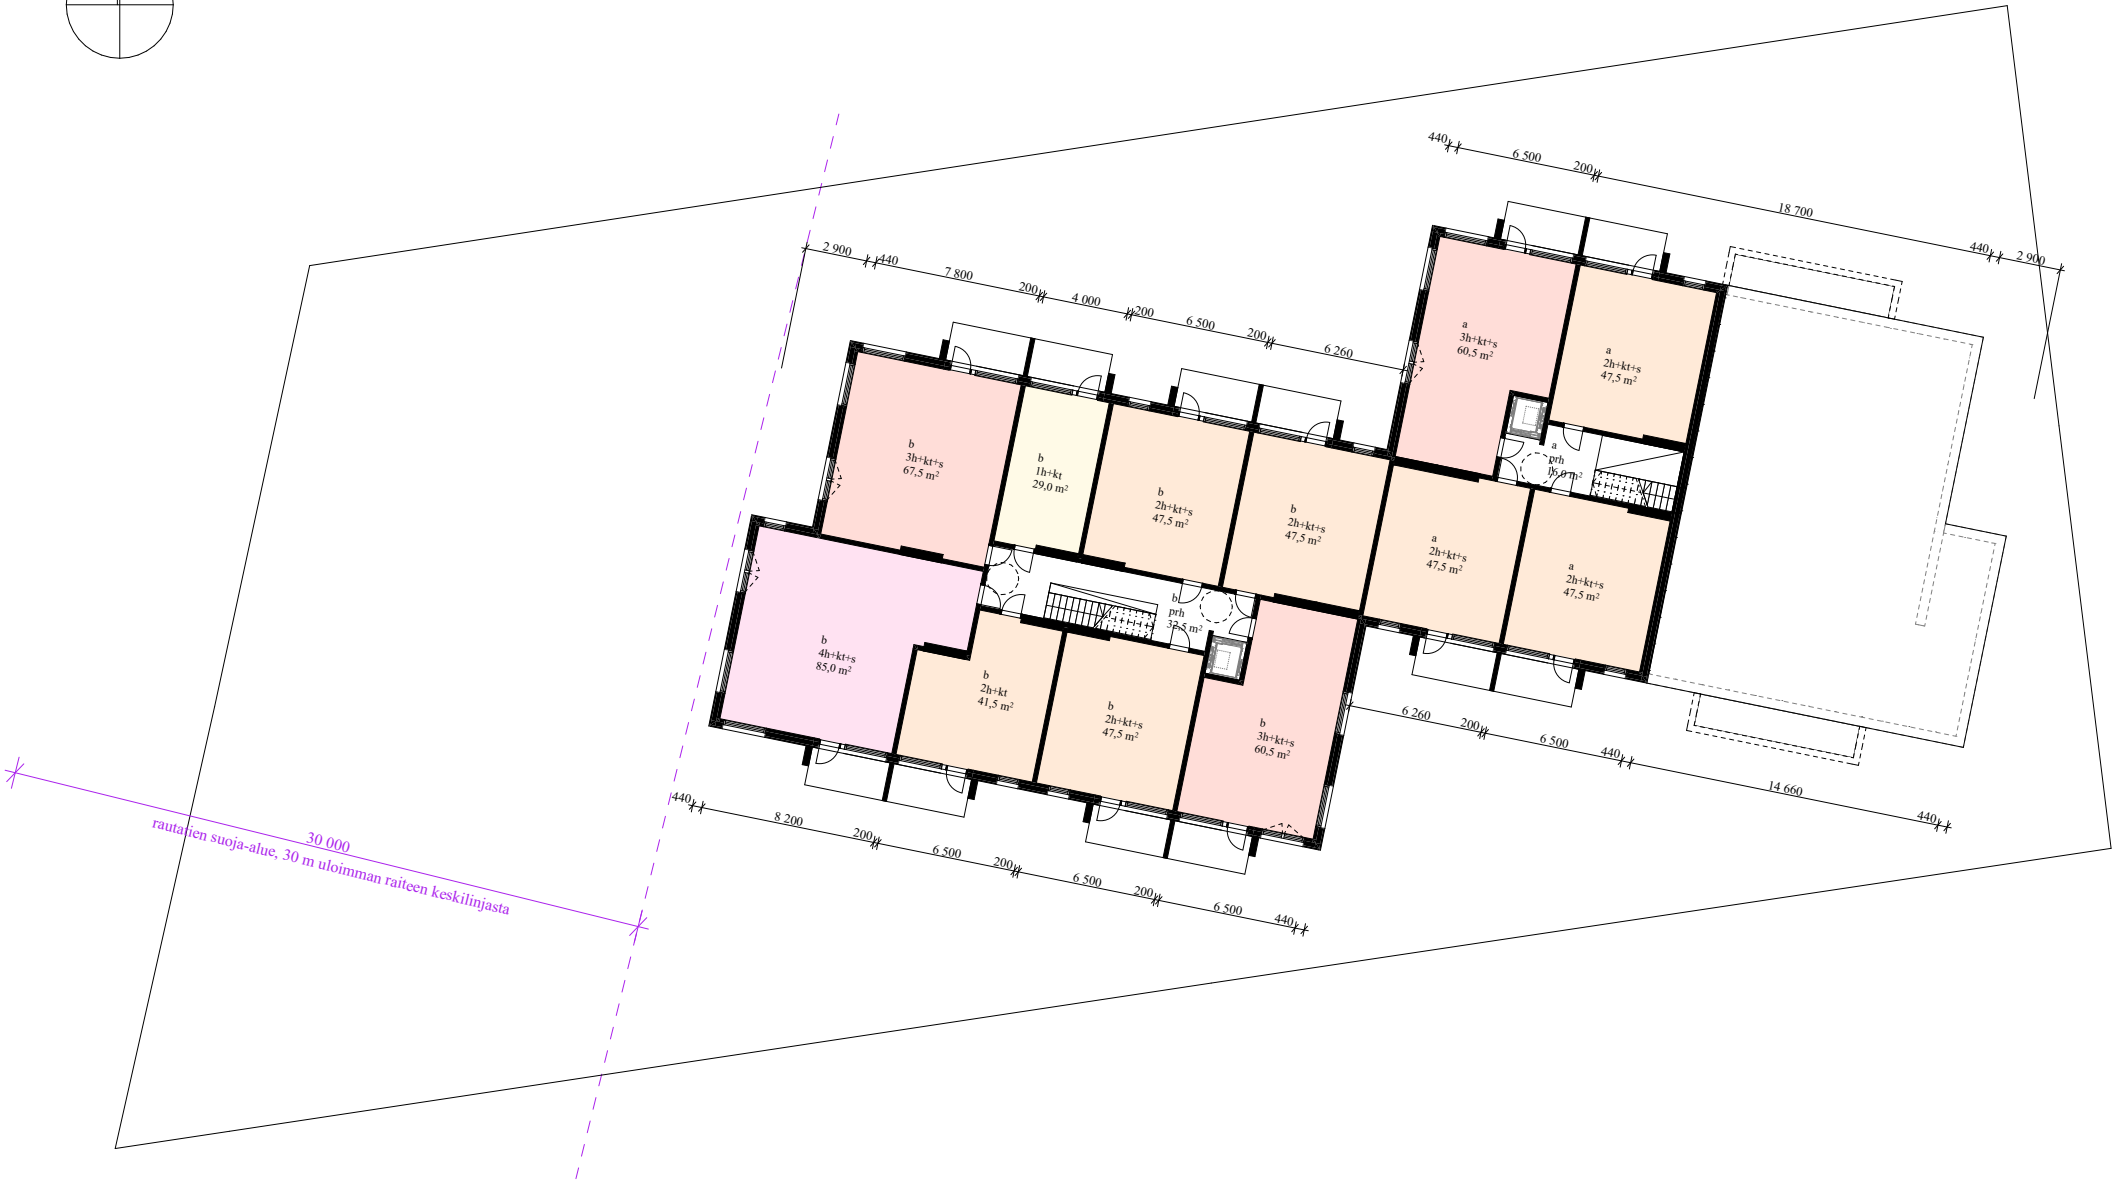 440
6 500
200
18 700
440
2 900
2 900
440
7 800
200
4 000
200
6 500
200
6 260
a
3h+kt+s
60,5 m²
a
2h+kt+s
47,5 m²
b
3h+kt+s
67,5 m²
b
1h+kt
29,0 m²
b
2h+kt+s
47,5 m²
b
2h+kt+s
47,5 m²
a
prh
16,0 m²
a
2h+kt+s
47,5 m²
a
2h+kt+s
47,5 m²
b
prh
32,5 m²
b
4h+kt+s
85,0 m²
b
2h+kt
41,5 m²
b
2h+kt+s
47,5 m²
b
3h+kt+s
60,5 m²
6 260
200
6 500
440
14 660
440
440
8 200
200
6 500
200
6 500
200
6 500
440
30 000
rautatien suoja-alue, 30 m uloimman raiteen keskilinjasta